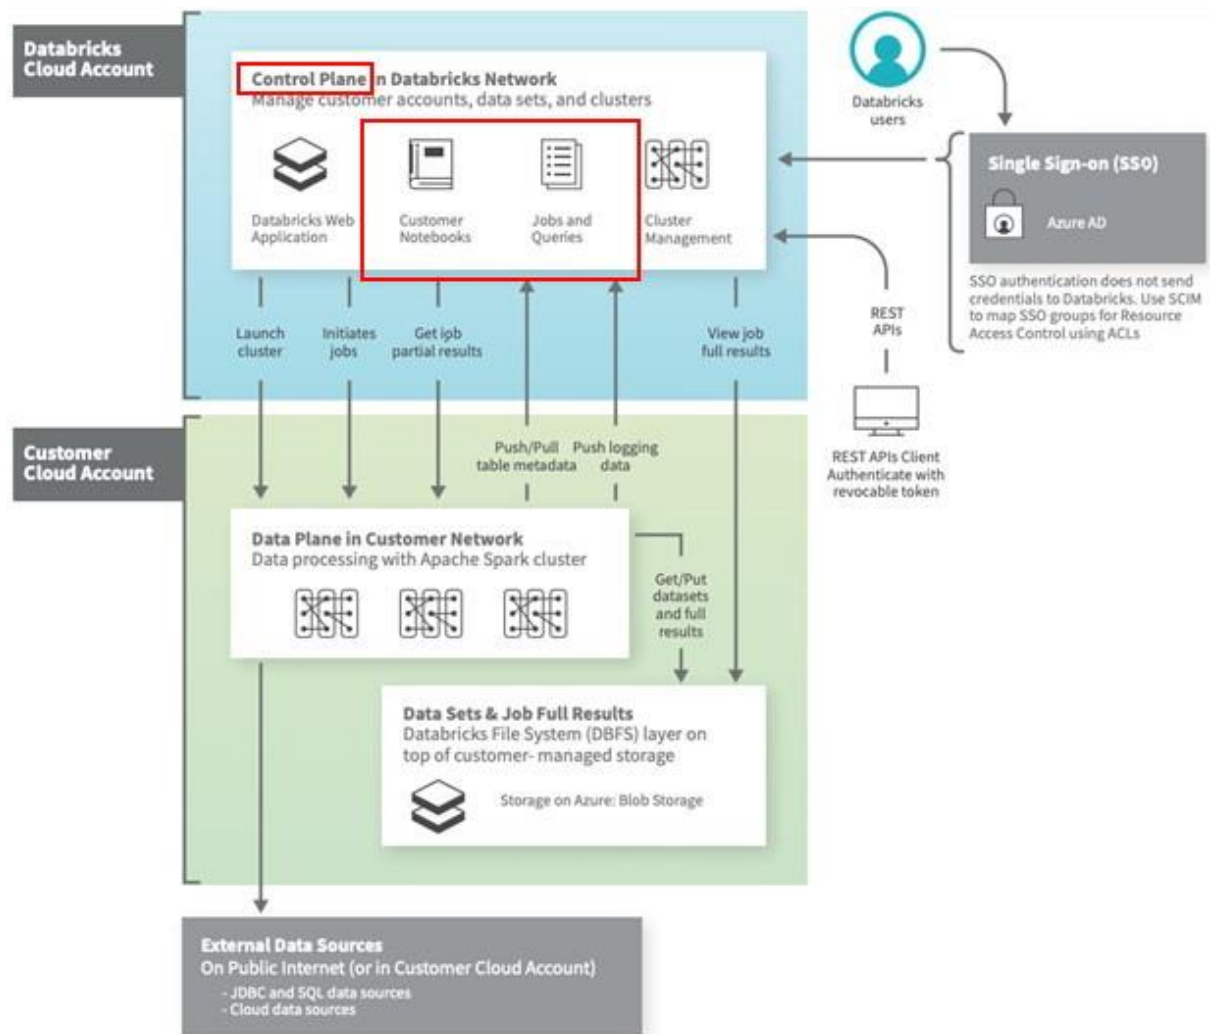 Databricks
Cloud Account
Control Plane in Databricks Network
Manage customer accounts, data sets, and clusters
Databricks Web
Application
Customer
Notebooks
Jobs and
Queries
Cluster
Management
Databricks
users
Single Sign-on (SSO)
Azure AD
SSO authentication does not send
credentials to Databricks. Use SCIM
to map SSO groups for Resource
Access Control using ACLs
Launch
cluster
Initiates
jobs
Get job
partial results
View job
full results
REST
APIs
REST APIs Client
Authenticate with
revocable token
Customer
Cloud Account
Push/Pull
table metadata
Push logging
data
Data Plane in Customer Network
Data processing with Apache Spark cluster
Get/Put
datasets
and full
results
Data Sets & Job Full Results
Databricks File System (DBFS) layer on
top of customer- managed storage
Storage on Azure: Blob Storage
External Data Sources
On Public Internet (or in Customer Cloud Account)
- JDBC and SQL data sources
- Cloud data sources